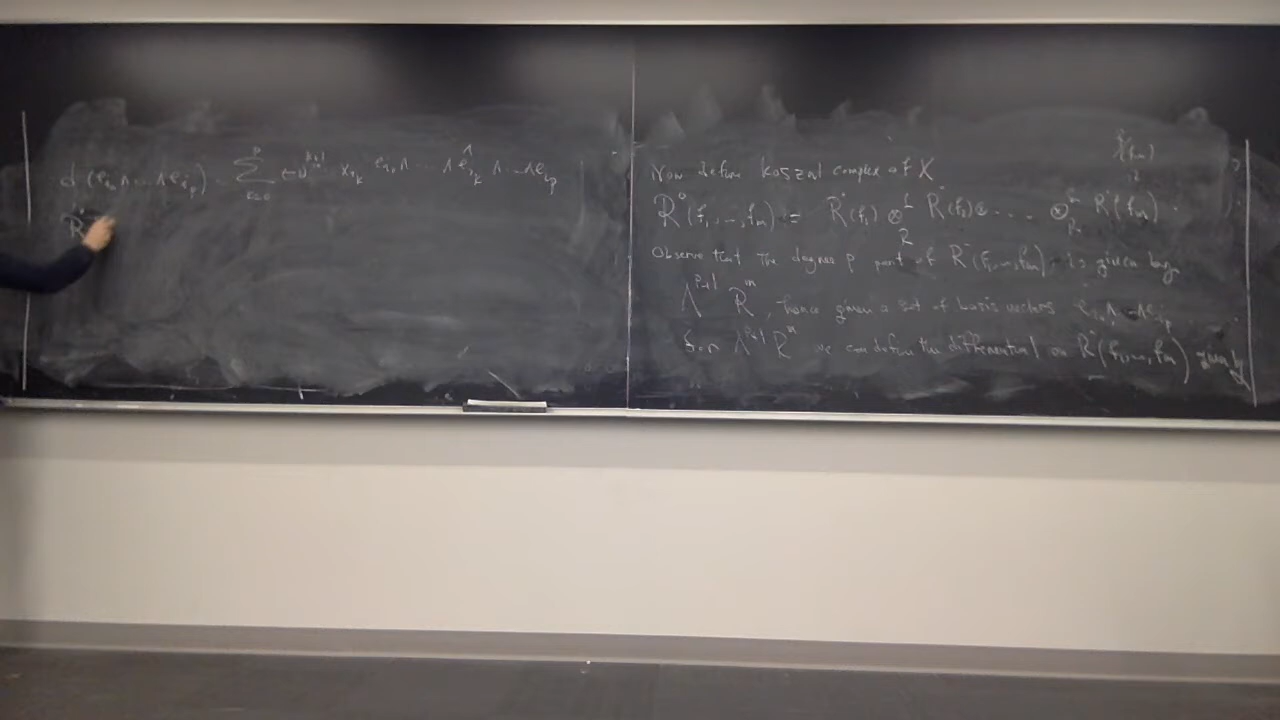 Now define Koszul complex of X
R^•(f_1, ..., f_m) = R^•(f_1) ⊗^L_R R^•(f_2) ⊗ ... ⊗^L_R R^•(f_m).
Observe that the degree p part of R^•(f_1, ..., f_m) is given by
Λ^{p+1} R^m, hence given a set of basis vectors e_{i_0} ∧ ... ∧ e_{i_p}
for Λ^{p+1} R^m we can define the differential on R^•(f_1, ..., f_m) given by
d(e_{i_0} ∧ ... ∧ e_{i_p}) = Σ^p_{k=0} (-1)^{k+1} x_{i_k} e_{i_0} ∧ ... ∧ ê_{i_k} ∧ ... ∧ e_{i_p}
R^•